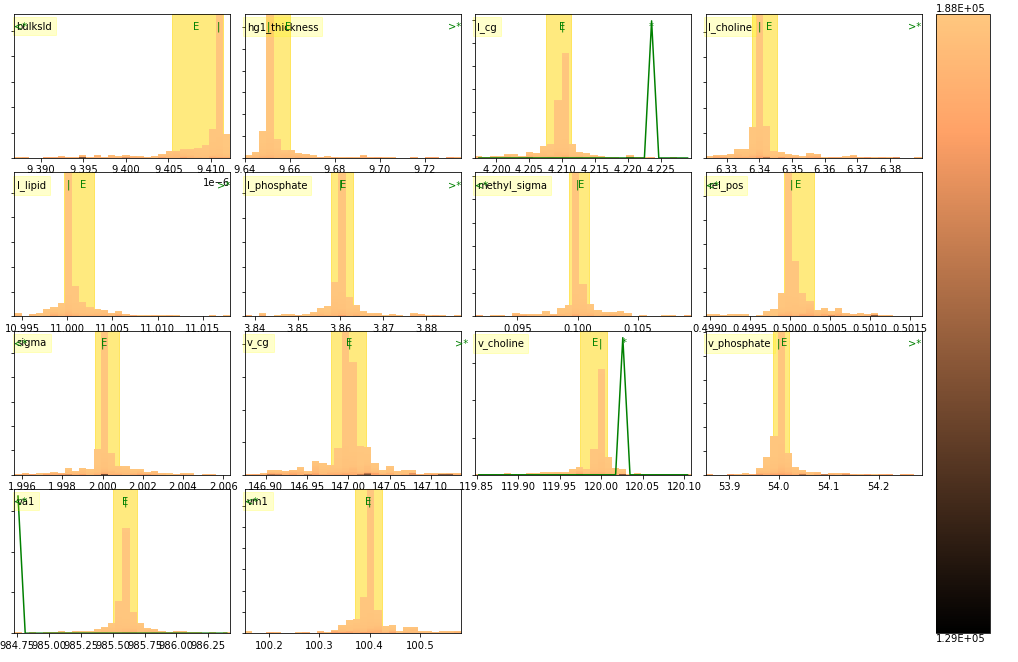 bulksld E |
hg1_thickness | E >*
l_cg E | *
l_choline | E >*
1.88E+05
9.390 9.395 9.400 9.405 9.410
9.64 9.66 9.68 9.70 9.72
4.200 4.205 4.210 4.215 4.220 4.225
6.33 6.34 6.35 6.36 6.37 6.38
1e−6
l_lipid | E >*
l_phosphate | E >*
methyl_sigma | E
rel_pos | E
10.995 11.000 11.005 11.010 11.015
3.84 3.85 3.86 3.87 3.88
0.095 0.100 0.105
0.4990 0.4995 0.5000 0.5005 0.5010 0.5015
sigma | E
v_cg E | >*
v_choline E | *
v_phosphate | E >*
1.996 1.998 2.000 2.002 2.004 2.006
146.90 146.95 147.00 147.05 147.10
119.85 119.90 119.95 120.00 120.05 120.10
53.9 54.0 54.1 54.2
va1 E |
vm1 E |
984.75 985.00 985.25 985.50 985.75 986.00 986.25
100.2 100.3 100.4 100.5
1.29E+05